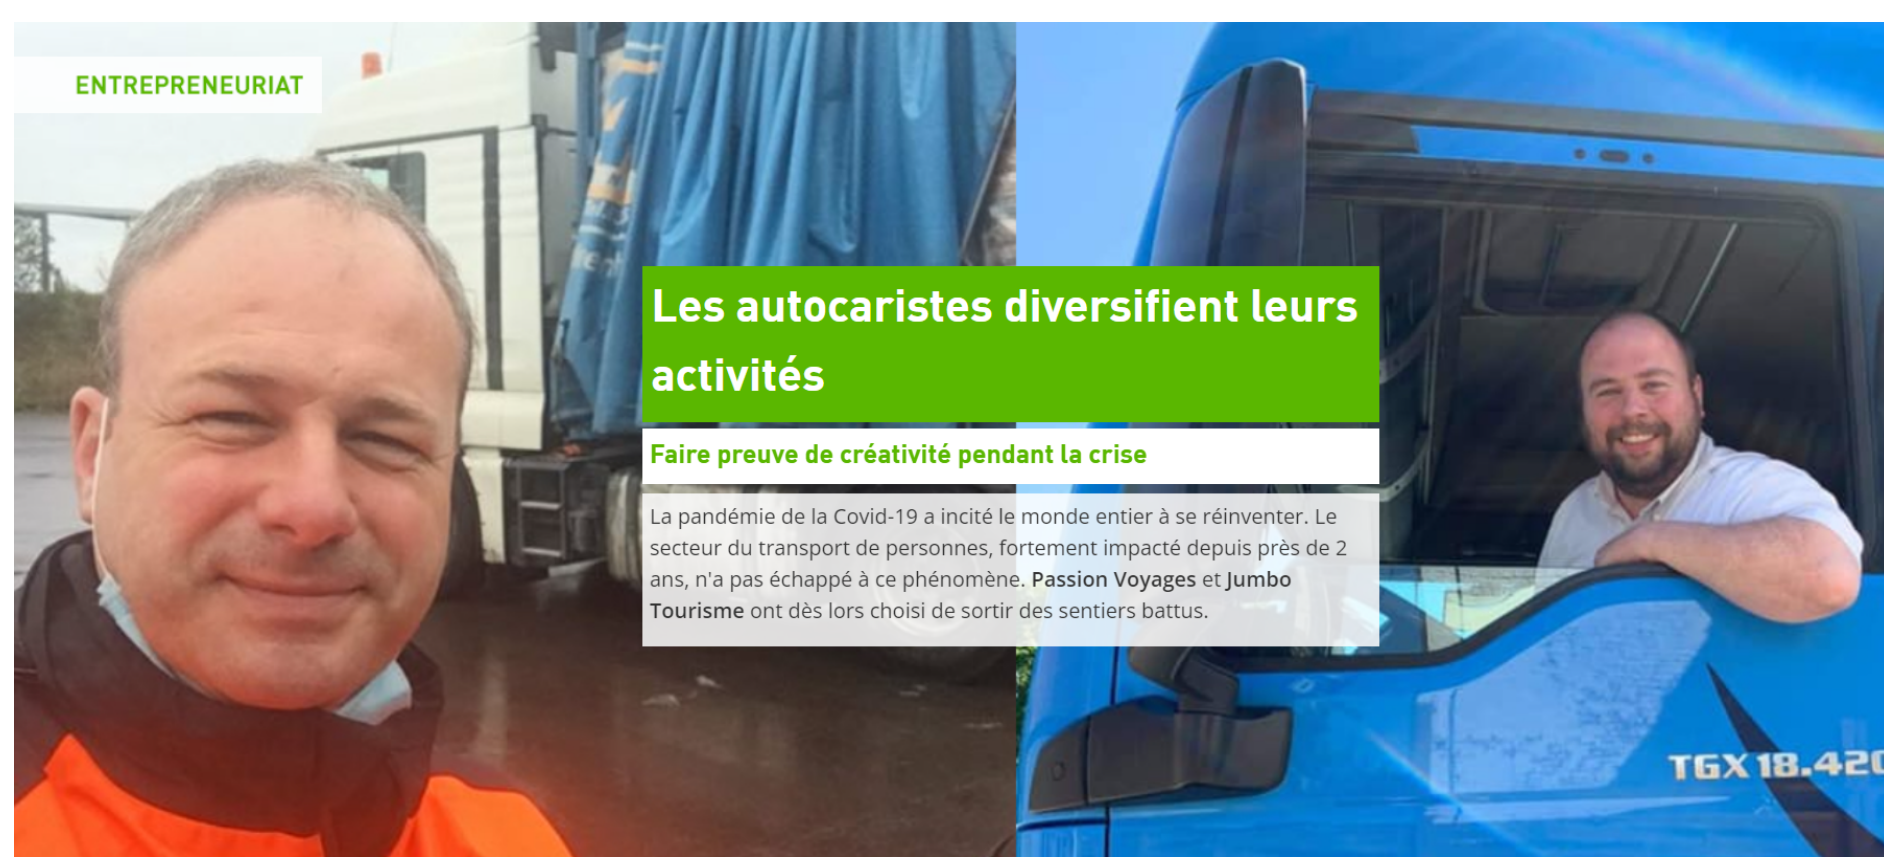 ENTREPRENEURIAT
Les autocaristes diversifient leurs
activités
Faire preuve de créativité pendant la crise
La pandémie de la Covid-19 a incité le monde entier à se réinventer. Le
secteur du transport de personnes, fortement impacté depuis près de 2
ans, n'a pas échappé à ce phénomène. Passion Voyages et Jumbo
Tourisme ont dès lors choisi de sortir des sentiers battus.
TGX 18.420